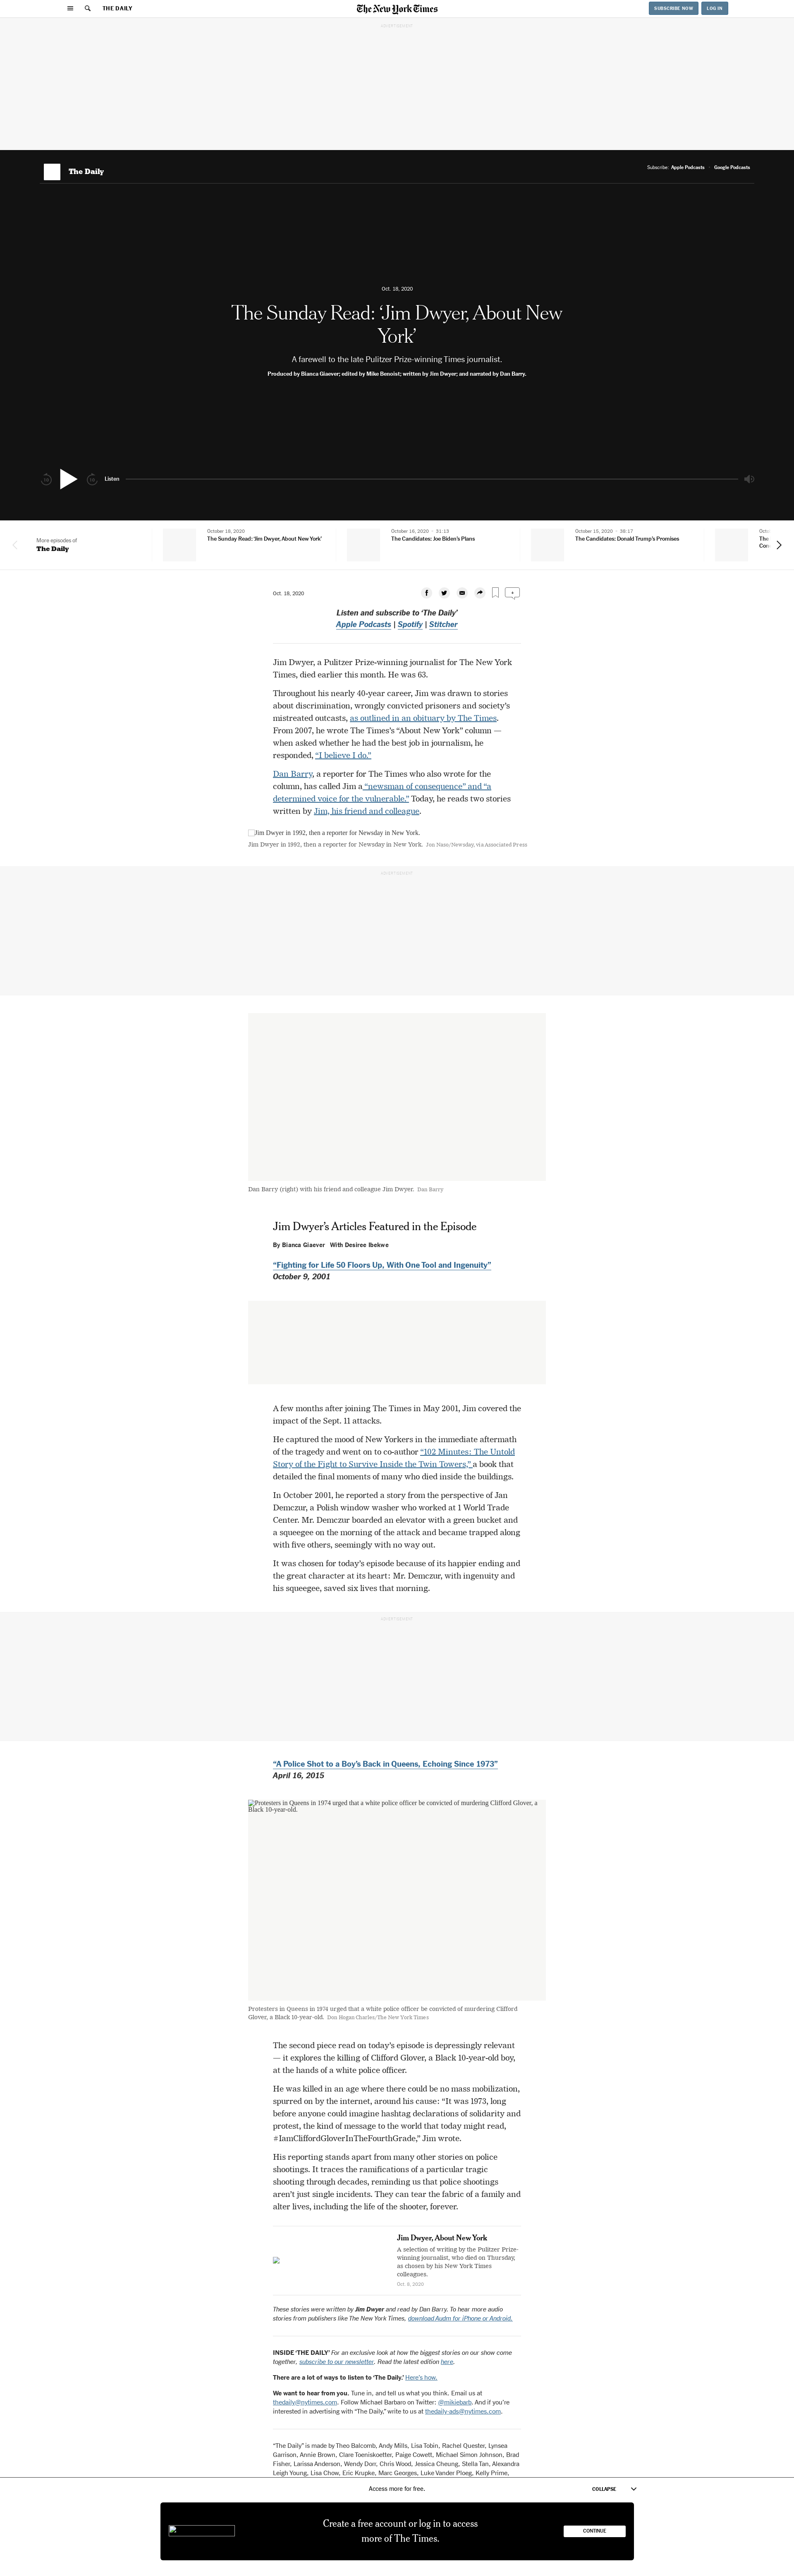 THE DAILY
The New York Times
SUBSCRIBE NOW
LOG IN
ADVERTISEMENT
The Daily
Subscribe: Apple Podcasts · Google Podcasts
Oct. 18, 2020
The Sunday Read: ‘Jim Dwyer, About New
York’
A farewell to the late Pulitzer Prize-winning Times journalist.
Produced by Bianca Giaever; edited by Mike Benoist; written by Jim Dwyer; and narrated by Dan Barry.
Listen
More episodes of
The Daily
October 18, 2020
The Sunday Read: ‘Jim Dwyer, About New York’
October 16, 2020 · 31:13
The Candidates: Joe Biden’s Plans
October 15, 2020 · 38:17
The Candidates: Donald Trump’s Promises
Oct. 18, 2020
Listen and subscribe to ‘The Daily’
Apple Podcasts | Spotify | Stitcher
Jim Dwyer, a Pulitzer Prize-winning journalist for The New York
Times, died earlier this month. He was 63.
Throughout his nearly 40-year career, Jim was drawn to stories
about discrimination, wrongly convicted prisoners and society’s
mistreated outcasts, as outlined in an obituary by The Times.
From 2007, he wrote The Times’s “About New York” column —
when asked whether he had the best job in journalism, he
responded, “I believe I do.”
Dan Barry, a reporter for The Times who also wrote for the
column, has called Jim a “newsman of consequence” and “a
determined voice for the vulnerable.” Today, he reads two stories
written by Jim, his friend and colleague.
Jim Dwyer in 1992, then a reporter for Newsday in New York.
Jim Dwyer in 1992, then a reporter for Newsday in New York. Jon Naso/Newsday, via Associated Press
ADVERTISEMENT
Dan Barry (right) with his friend and colleague Jim Dwyer. Dan Barry
Jim Dwyer’s Articles Featured in the Episode
By Bianca Giaever With Desiree Ibekwe
“Fighting for Life 50 Floors Up, With One Tool and Ingenuity”
October 9, 2001
A few months after joining The Times in May 2001, Jim covered the
impact of the Sept. 11 attacks.
He captured the mood of New Yorkers in the immediate aftermath
of the tragedy and went on to co-author “102 Minutes: The Untold
Story of the Fight to Survive Inside the Twin Towers,” a book that
detailed the final moments of many who died inside the buildings.
In October 2001, he reported a story from the perspective of Jan
Demczur, a Polish window washer who worked at 1 World Trade
Center. Mr. Demczur boarded an elevator with a green bucket and
a squeegee on the morning of the attack and became trapped along
with five others, seemingly with no way out.
It was chosen for today’s episode because of its happier ending and
the great character at its heart: Mr. Demczur, with ingenuity and
his squeegee, saved six lives that morning.
ADVERTISEMENT
“A Police Shot to a Boy’s Back in Queens, Echoing Since 1973”
April 16, 2015
Protesters in Queens in 1974 urged that a white police officer be convicted of murdering Clifford Glover, a
Black 10-year-old.
Protesters in Queens in 1974 urged that a white police officer be convicted of murdering Clifford
Glover, a Black 10-year-old. Don Hogan Charles/The New York Times
The second piece read on today’s episode is depressingly relevant
— it explores the killing of Clifford Glover, a Black 10-year-old boy,
at the hands of a white police officer.
He was killed in an age where there could be no mass mobilization,
spurred on by the internet, around his cause: “It was 1973, long
before anyone could imagine hashtag declarations of solidarity and
protest, the kind of message to the world that today might read,
#IamCliffordGloverInTheFourthGrade,” Jim wrote.
His reporting stands apart from many other stories on police
shootings. It traces the ramifications of a particular tragic
shooting through decades, reminding us that police shootings
aren’t just single incidents. They can tear the fabric of a family and
alter lives, including the life of the shooter, forever.
Jim Dwyer, About New York
A selection of writing by the Pulitzer Prize-
winning journalist, who died on Thursday,
as chosen by his New York Times
colleagues.
Oct. 8, 2020
These stories were written by Jim Dwyer and read by Dan Barry. To hear more audio
stories from publishers like The New York Times, download Audm for iPhone or Android.
INSIDE ‘THE DAILY’ For an exclusive look at how the biggest stories on our show come
together, subscribe to our newsletter. Read the latest edition here.
There are a lot of ways to listen to ‘The Daily.’ Here’s how.
We want to hear from you. Tune in, and tell us what you think. Email us at
thedaily@nytimes.com. Follow Michael Barbaro on Twitter: @mikiebarb. And if you’re
interested in advertising with “The Daily,” write to us at thedaily-ads@nytimes.com.
“The Daily” is made by Theo Balcomb, Andy Mills, Lisa Tobin, Rachel Quester, Lynsea
Garrison, Annie Brown, Clare Toeniskoetter, Paige Cowett, Michael Simon Johnson, Brad
Fisher, Larissa Anderson, Wendy Dorr, Chris Wood, Jessica Cheung, Stella Tan, Alexandra
Leigh Young, Lisa Chow, Eric Krupke, Marc Georges, Luke Vander Ploeg, Kelly Prime,
Access more for free.
COLLAPSE
Create a free account or log in to access
more of The Times.
CONTINUE